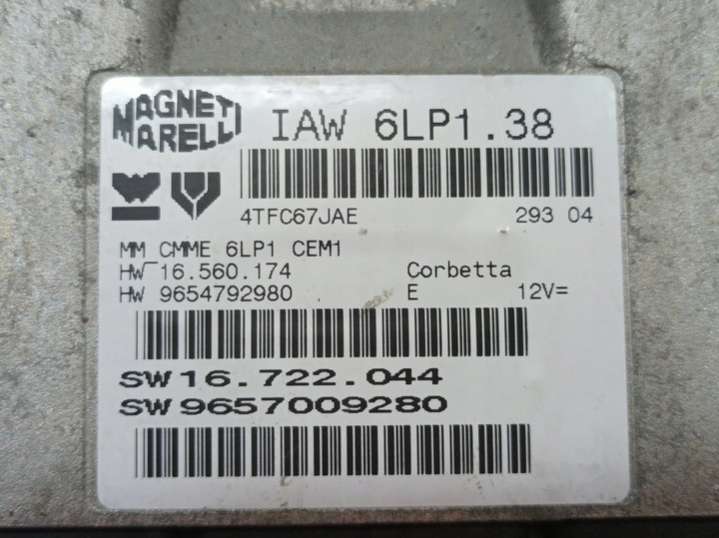 MAGNETI
MARELLI
IAW 6LP1.38
4TFC67JAE 293 04
MM CMME 6LP1 CEM1
HW 16.560.174 Corbetta
HW 9654792980 E 12V=
SW 16.722.044
SW 9657009280